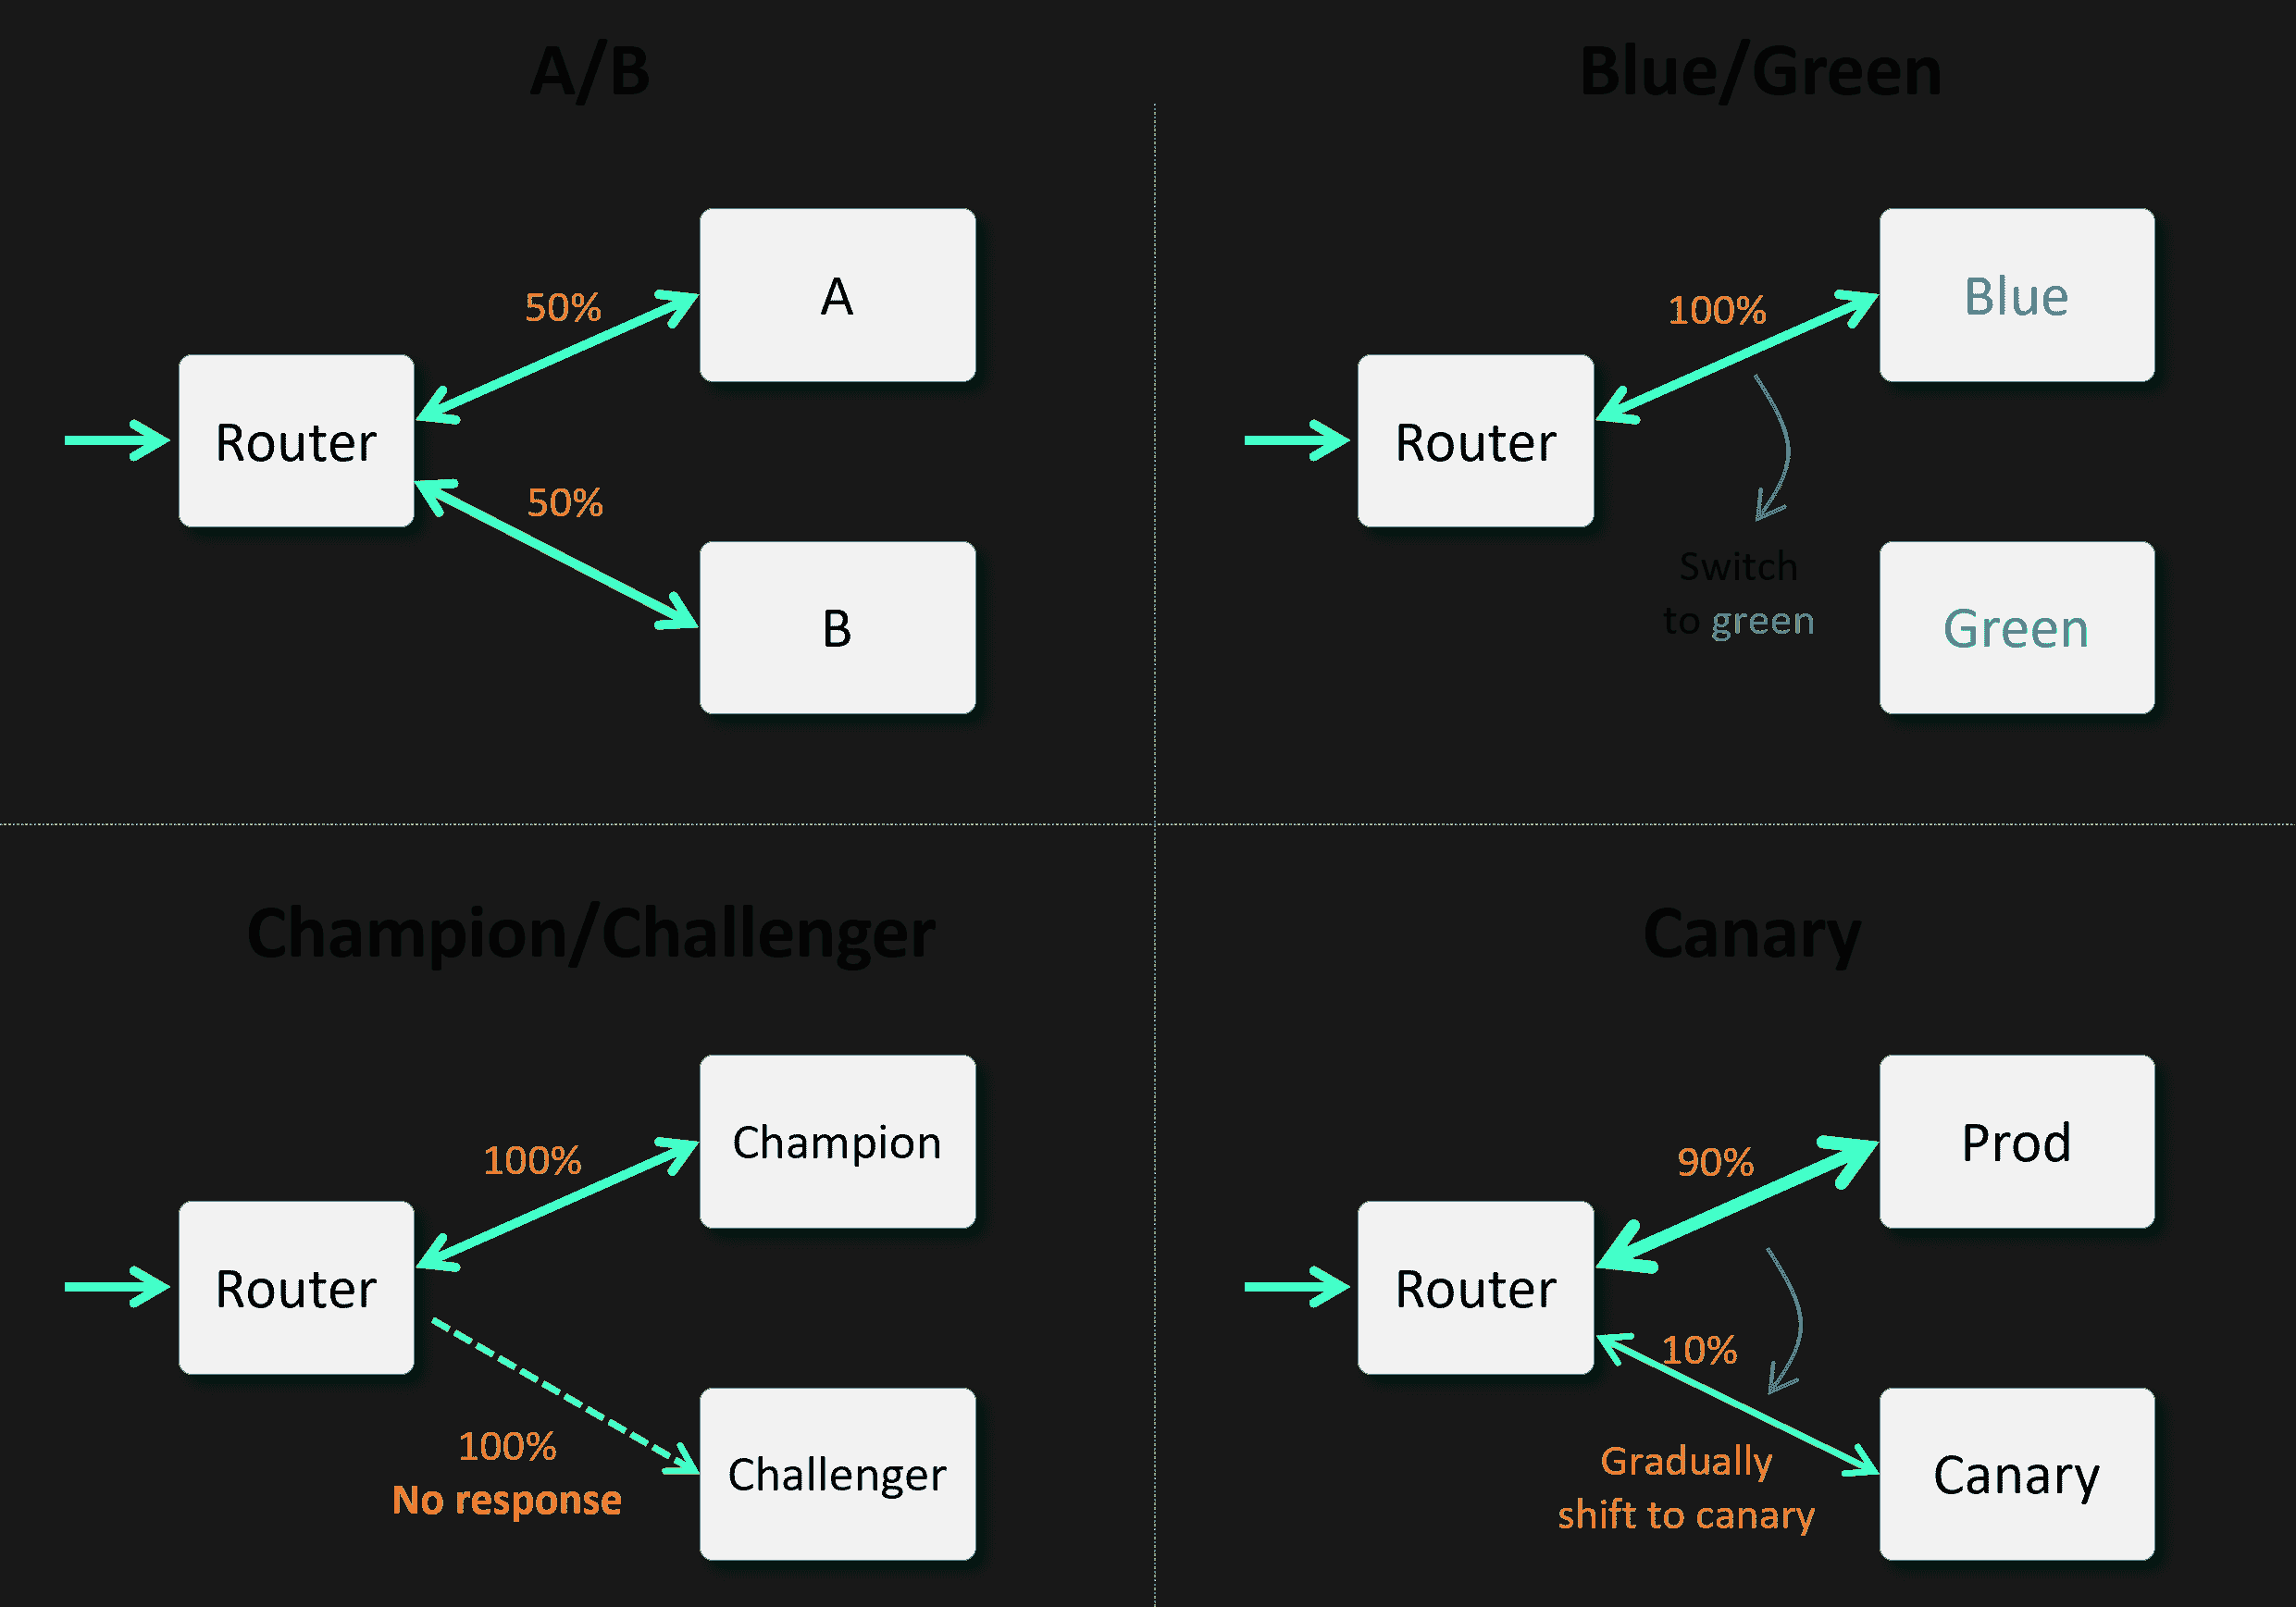 A/B
50%
A
Router
50%
B
Blue/Green
100%
Blue
Router
Switch
to green
Green
Champion/Challenger
100%
Champion
Router
100%
No response
Challenger
Canary
90%
Prod
Router
10%
Gradually
shift to canary
Canary